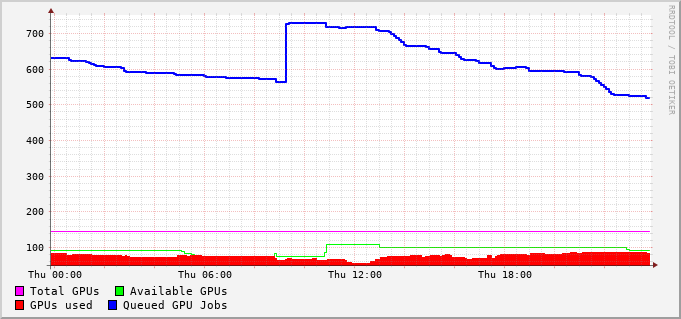 RRDTOOL / TOBI OETIKER
700
600
500
400
300
200
100
Thu 00:00 Thu 06:00 Thu 12:00 Thu 18:00
Total GPUs Available GPUs
GPUs used Queued GPU Jobs